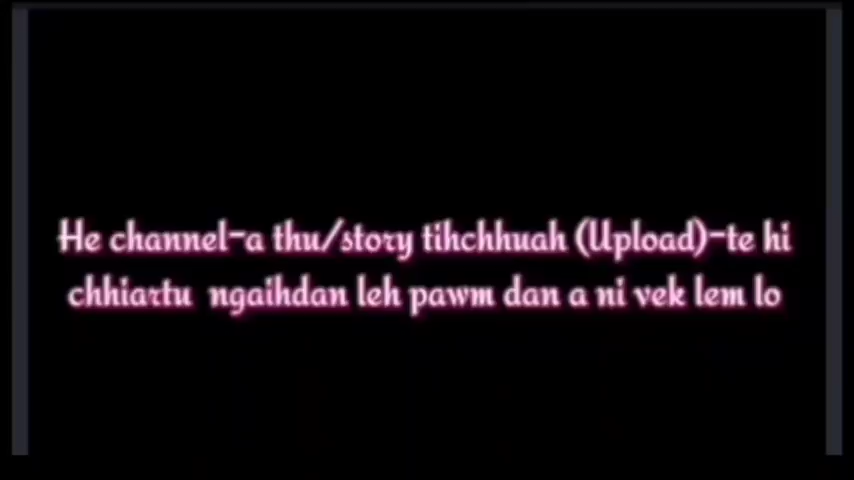 He channel-a thu/story tihchhuah (Upload)-te hi
chhiartu ngaihdan leh pawm dan a ni vek lem lo